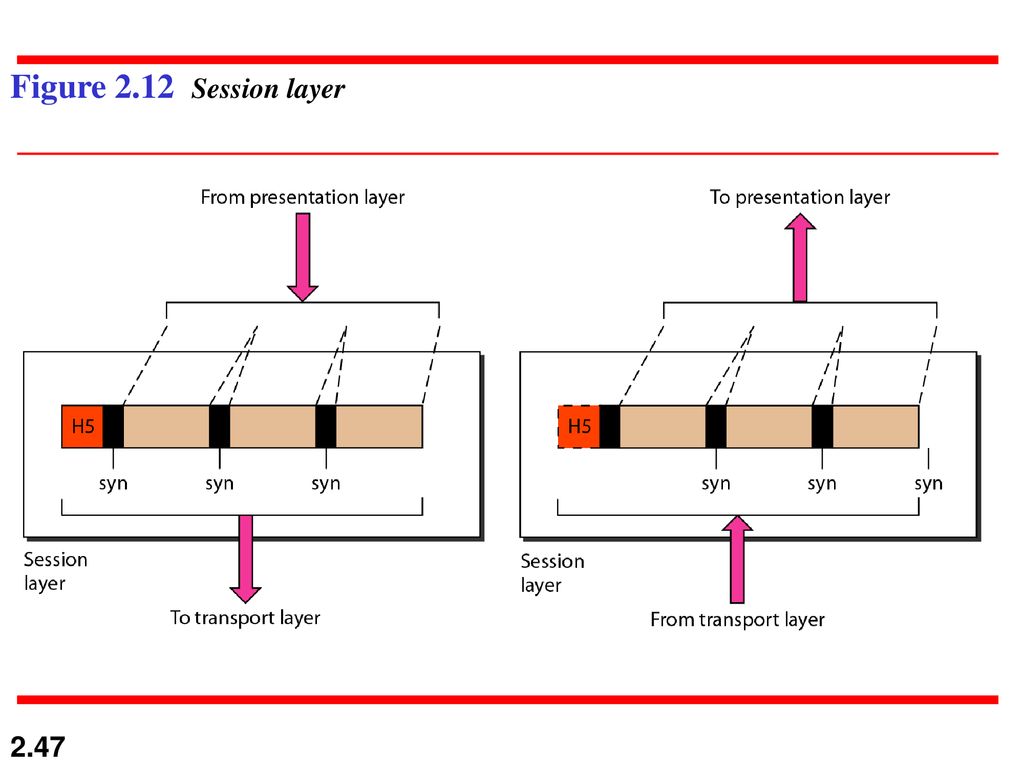 Figure 2.12 Session layer
From presentation layer
To presentation layer
H5
syn syn syn
H5
syn syn syn
Session
layer
Session
layer
To transport layer
From transport layer
2.47